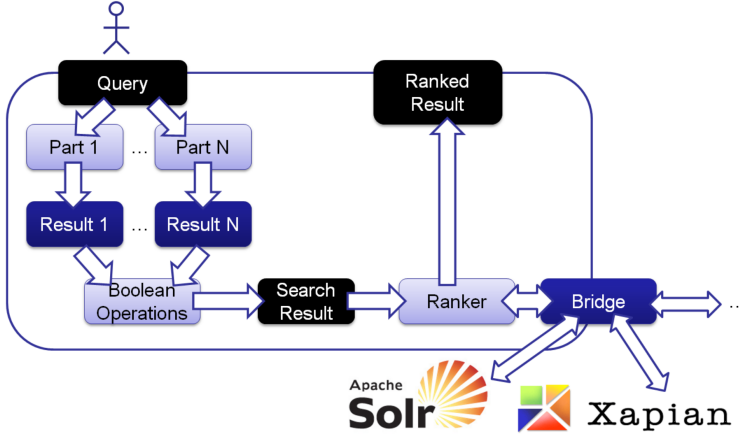 Query
Ranked
Result
Part 1
...
Part N
Result 1
...
Result N
Boolean
Operations
Search
Result
Ranker
Bridge
..
Apache
Solr
Xapian